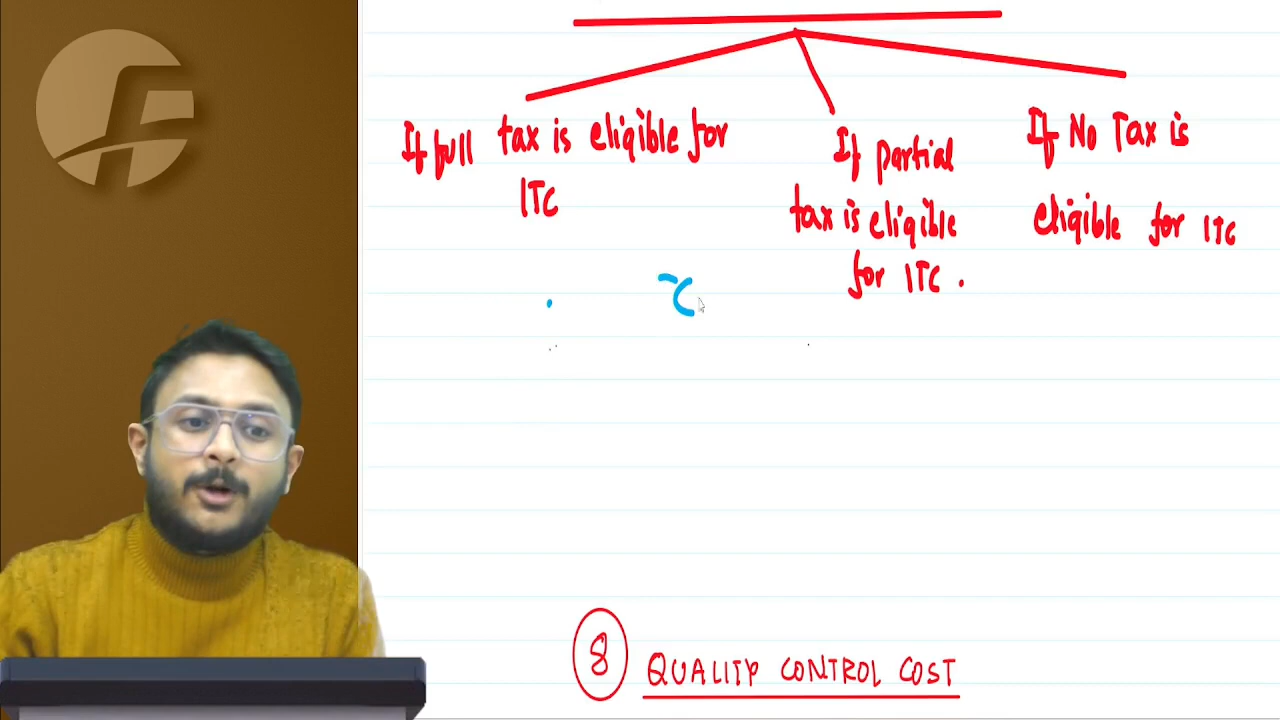 If full tax is eligible for
ITC
If partial
tax is eligible
for ITC.
If No Tax is
eligible for ITC
8 QUALITY CONTROL COST